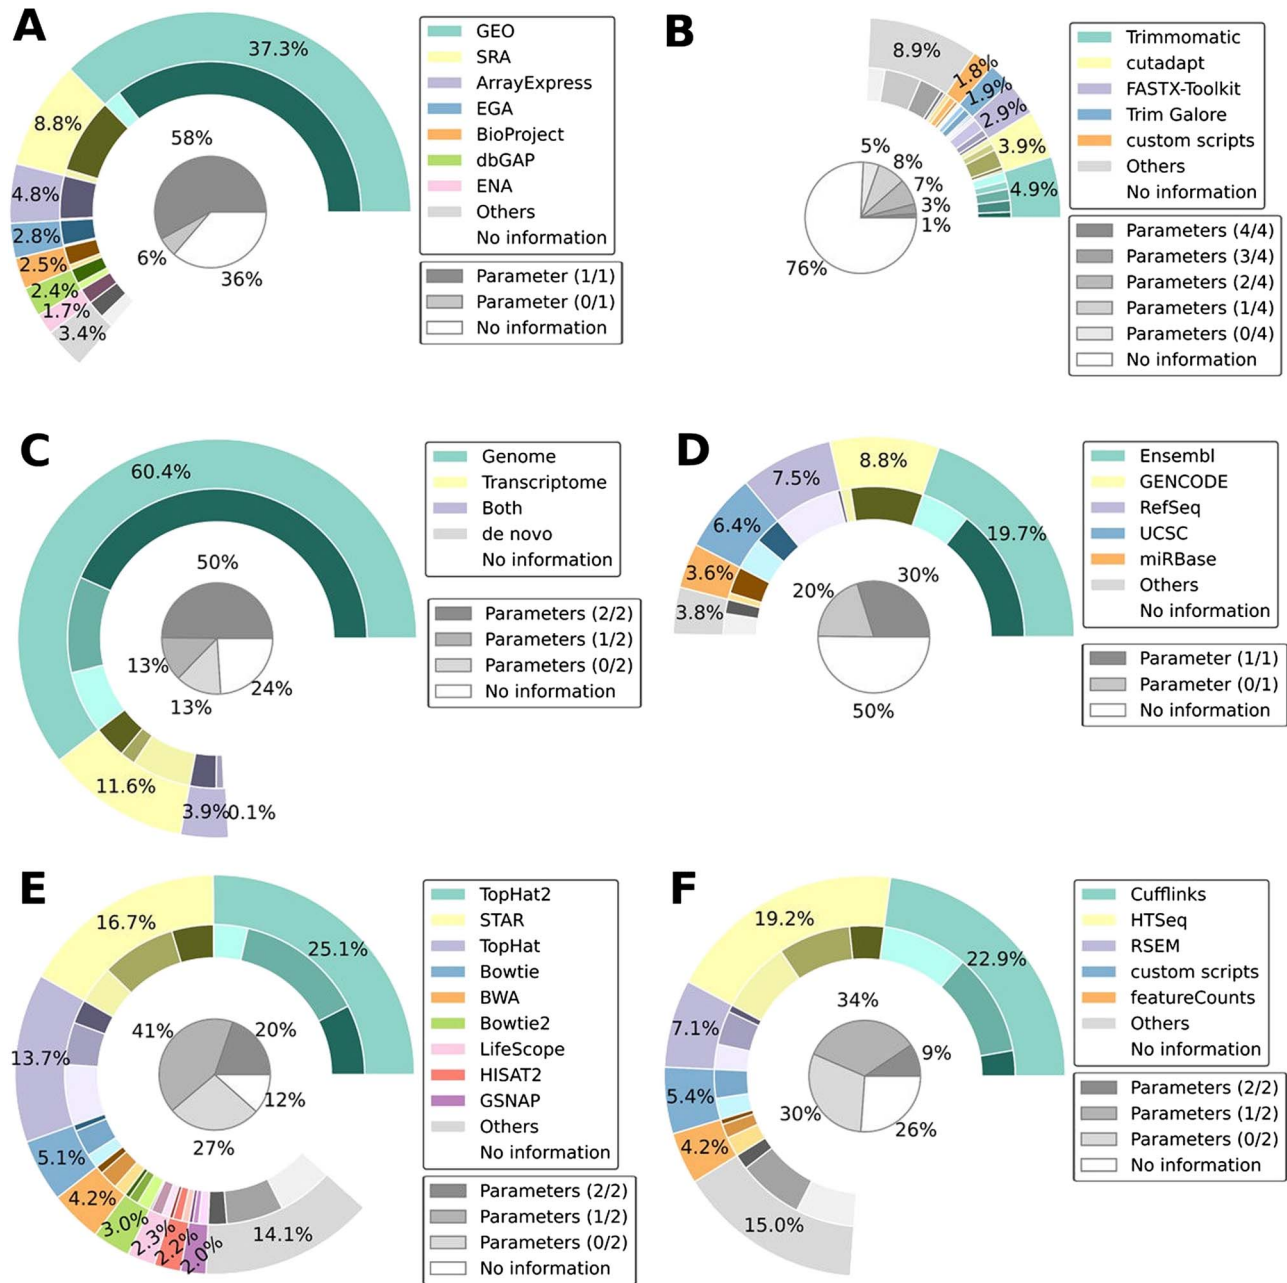 A
37.3%
8.8%
4.8%
2.8%
2.5%
2.4%
1.7%
3.4%
58%
6%
36%
GEO
SRA
ArrayExpress
EGA
BioProject
dbGAP
ENA
Others
No information
Parameter (1/1)
Parameter (0/1)
No information
B
8.9%
1.8%
1.9%
2.9%
3.9%
4.9%
5%
8%
7%
3%
1%
76%
Trimmomatic
cutadapt
FASTX-Toolkit
Trim Galore
custom scripts
Others
No information
Parameters (4/4)
Parameters (3/4)
Parameters (2/4)
Parameters (1/4)
Parameters (0/4)
No information
C
60.4%
11.6%
3.9%
0.1%
50%
13%
13%
24%
Genome
Transcriptome
Both
de novo
No information
Parameters (2/2)
Parameters (1/2)
Parameters (0/2)
No information
D
19.7%
8.8%
7.5%
6.4%
3.6%
3.8%
30%
20%
50%
Ensembl
GENCODE
RefSeq
UCSC
miRBase
Others
No information
Parameter (1/1)
Parameter (0/1)
No information
E
25.1%
16.7%
13.7%
5.1%
4.2%
3.0%
2.3%
2.2%
2.0%
14.1%
41%
20%
12%
27%
TopHat2
STAR
TopHat
Bowtie
BWA
Bowtie2
LifeScope
HISAT2
GSNAP
Others
No information
Parameters (2/2)
Parameters (1/2)
Parameters (0/2)
No information
F
22.9%
19.2%
7.1%
5.4%
4.2%
15.0%
34%
9%
30%
26%
Cufflinks
HTSeq
RSEM
custom scripts
featureCounts
Others
No information
Parameters (2/2)
Parameters (1/2)
Parameters (0/2)
No information